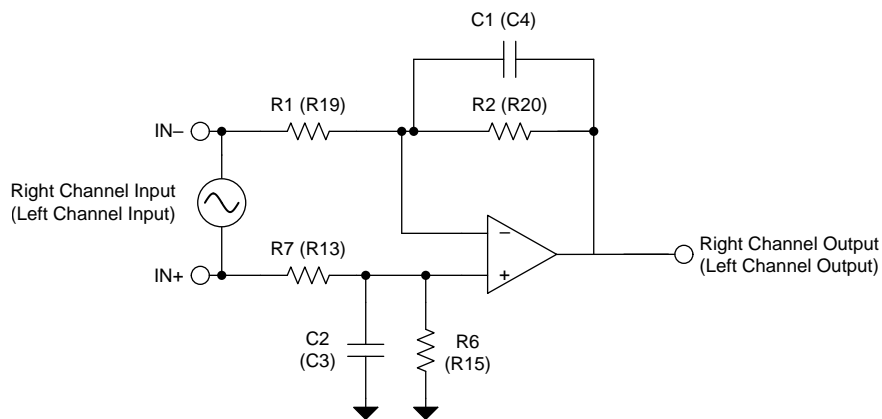 C1 (C4)
R1 (R19)
R2 (R20)
IN–
Right Channel Input
(Left Channel Input)
–
+
Right Channel Output
(Left Channel Output)
R7 (R13)
IN+
C2
(C3)
R6
(R15)